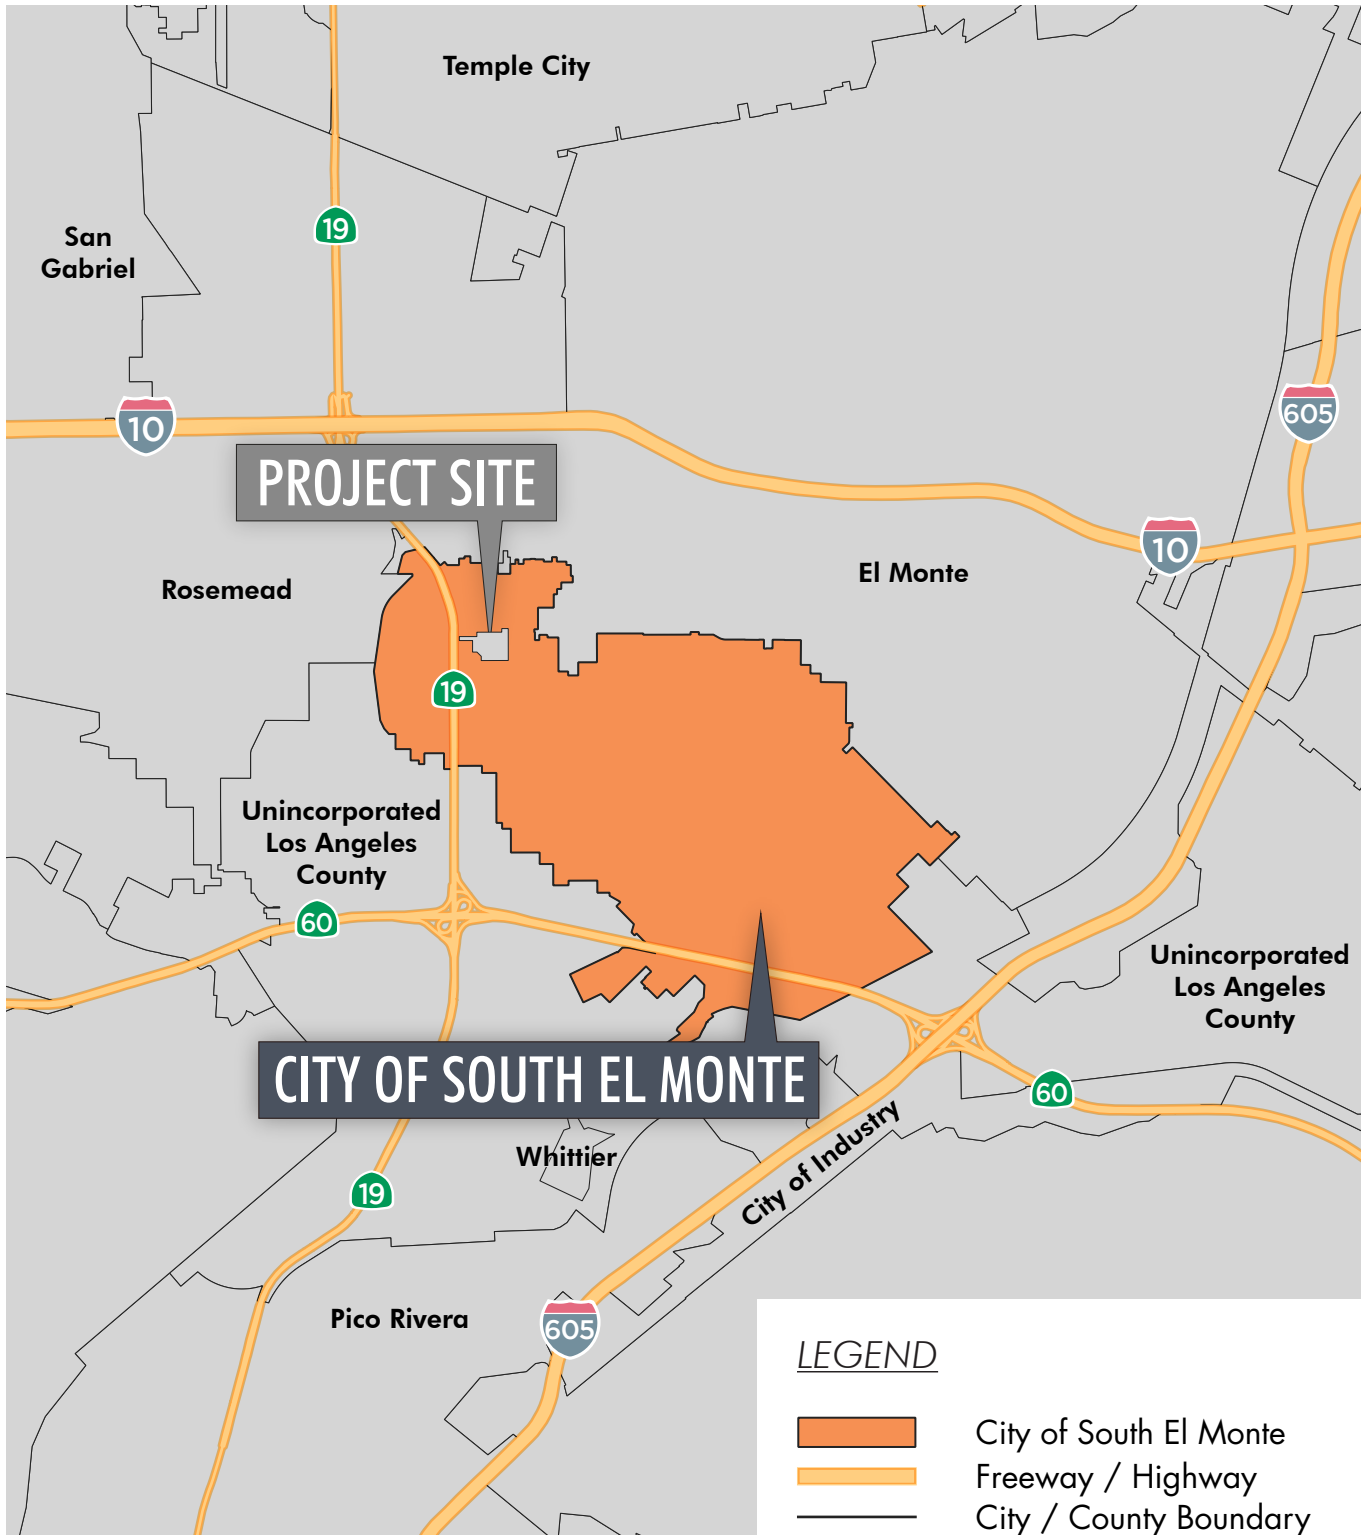 Temple City
19
San
Gabriel
10
605
PROJECT SITE
10
Rosemead
El Monte
19
Unincorporated
Los Angeles
County
60
Unincorporated
Los Angeles
County
CITY OF SOUTH EL MONTE
60
City of Industry
Whittier
19
Pico Rivera
605
LEGEND
City of South El Monte
Freeway / Highway
City / County Boundary